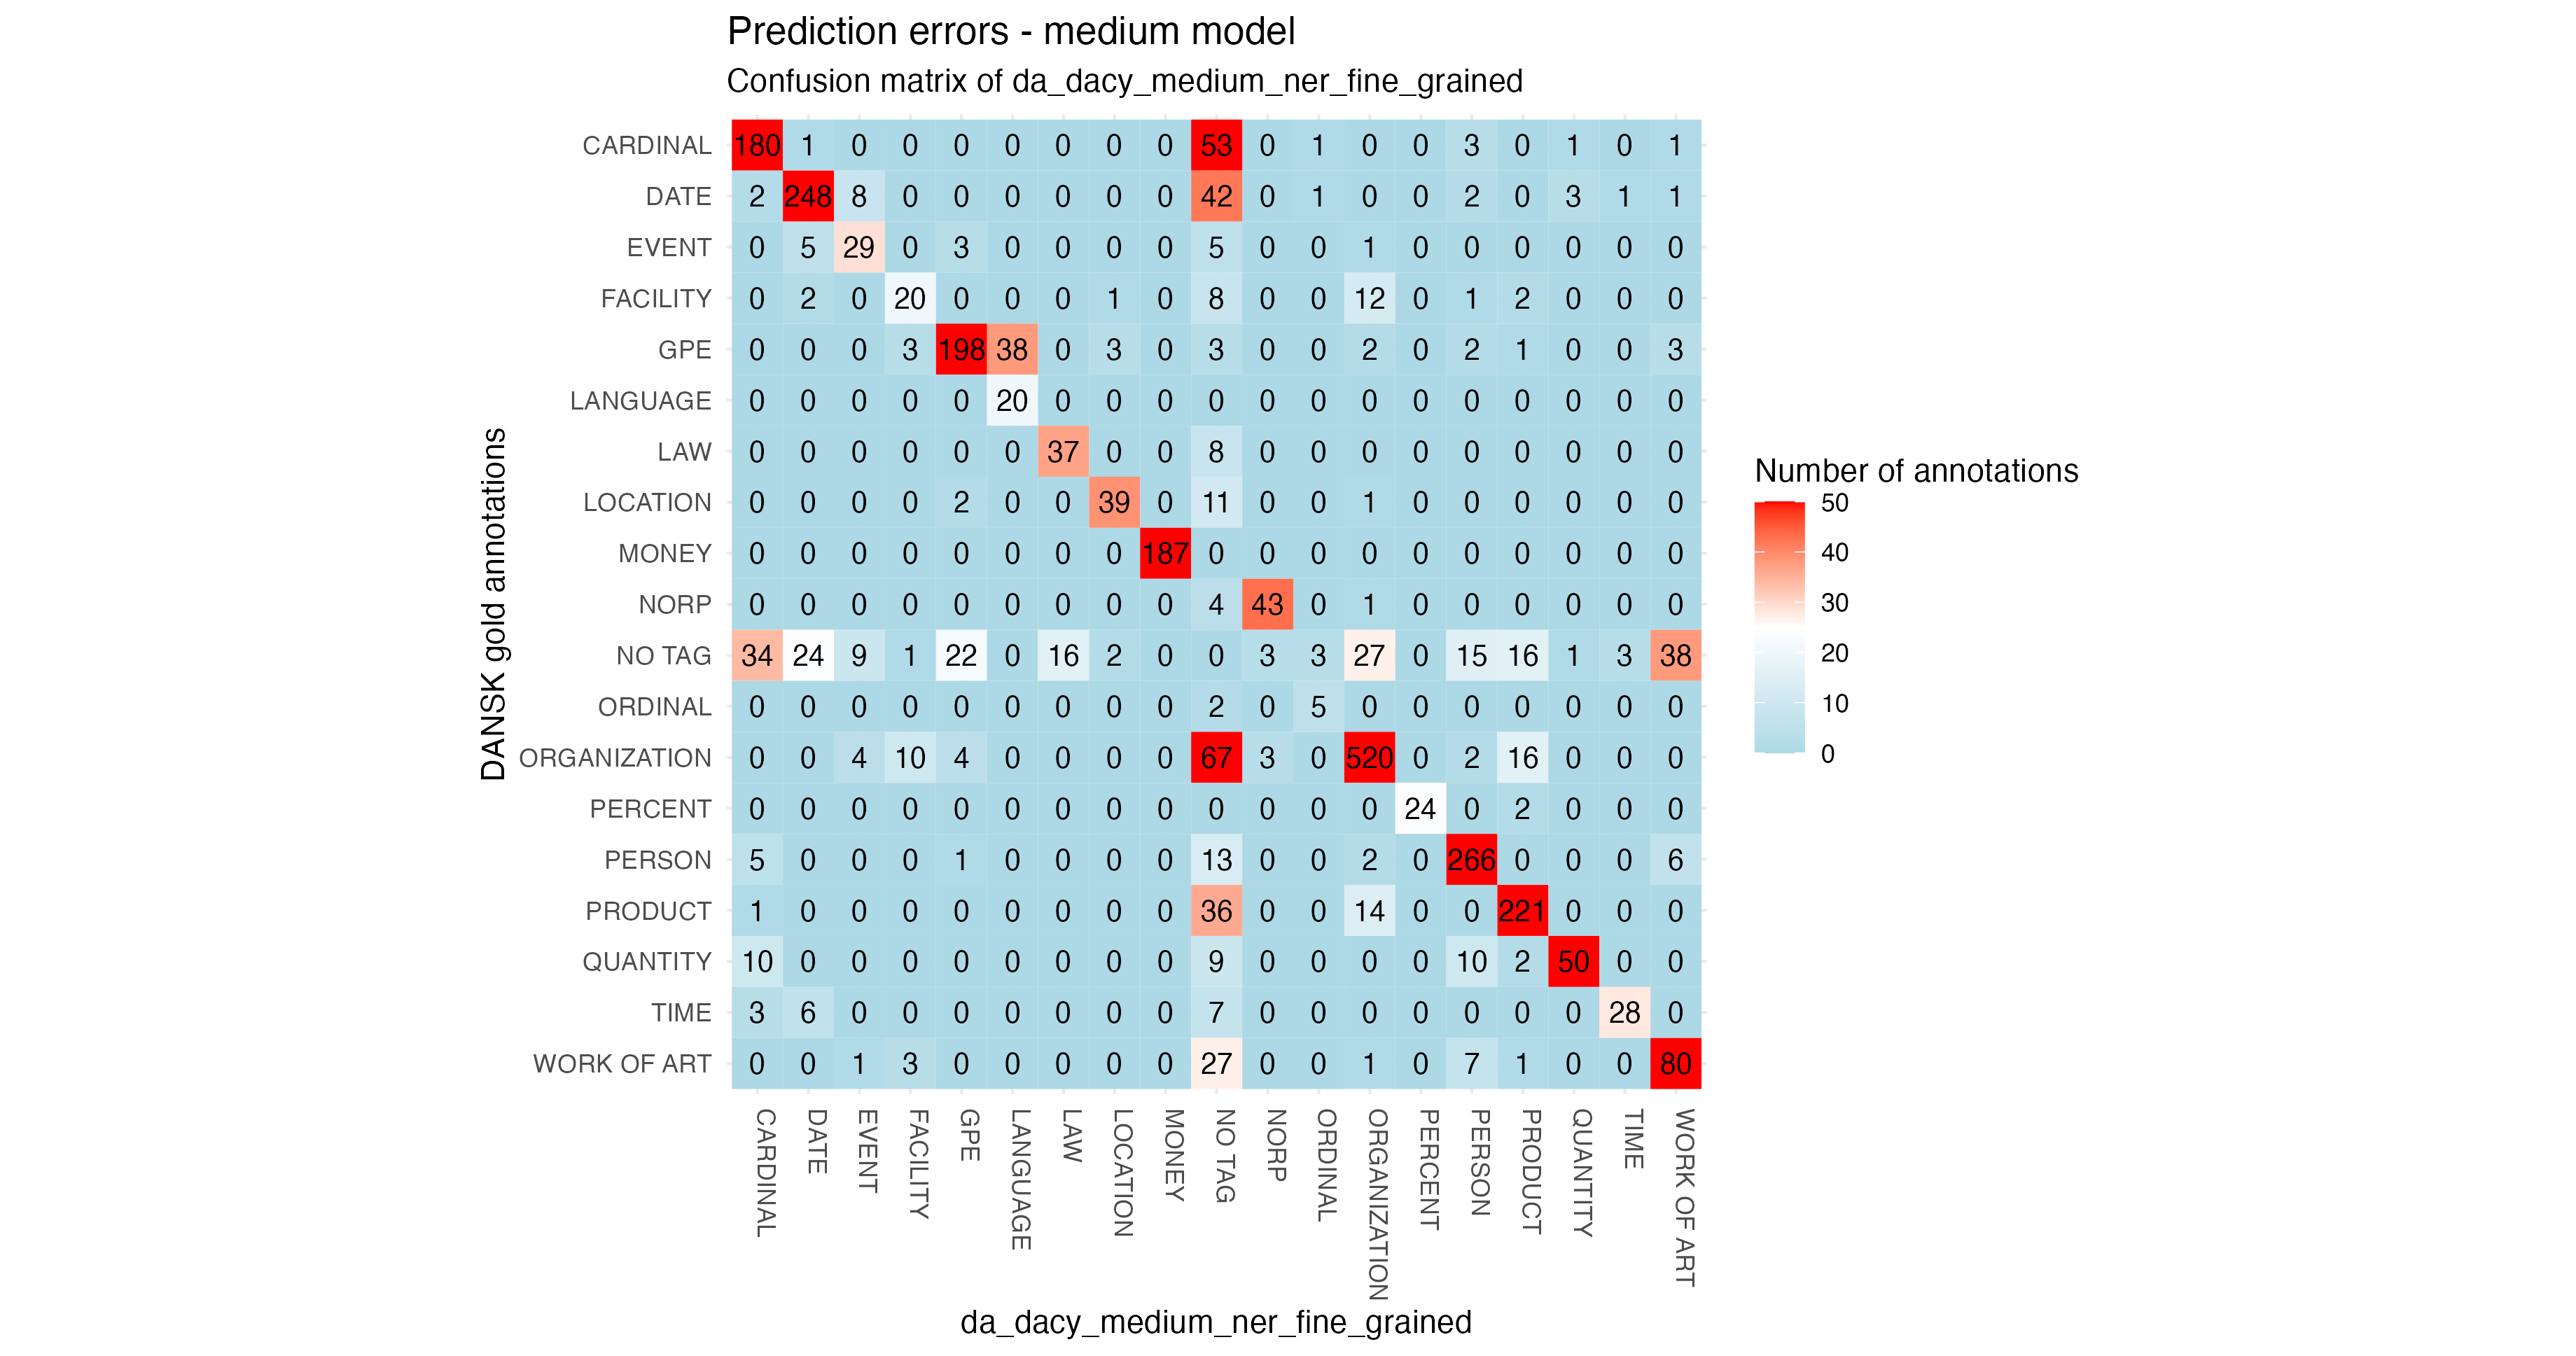 Prediction errors - medium model
Confusion matrix of da_dacy_medium_ner_fine_grained
DANSK gold annotations
CARDINAL 180 1 0 0 0 0 0 0 0 53 0 1 0 0 3 0 1 0 1
DATE 2 248 8 0 0 0 0 0 0 42 0 1 0 0 2 0 3 1 1
EVENT 0 5 29 0 3 0 0 0 0 5 0 0 1 0 0 0 0 0 0
FACILITY 0 2 0 20 0 0 0 1 0 8 0 0 12 0 1 2 0 0 0
GPE 0 0 0 3 198 38 0 3 0 3 0 0 2 0 2 1 0 0 3
LANGUAGE 0 0 0 0 0 20 0 0 0 0 0 0 0 0 0 0 0 0 0
LAW 0 0 0 0 0 0 37 0 0 8 0 0 0 0 0 0 0 0 0
LOCATION 0 0 0 0 2 0 0 39 0 11 0 0 1 0 0 0 0 0 0
MONEY 0 0 0 0 0 0 0 0 187 0 0 0 0 0 0 0 0 0 0
NORP 0 0 0 0 0 0 0 0 0 4 43 0 1 0 0 0 0 0 0
NO TAG 34 24 9 1 22 0 16 2 0 0 3 3 27 0 15 16 1 3 38
ORDINAL 0 0 0 0 0 0 0 0 0 2 0 5 0 0 0 0 0 0 0
ORGANIZATION 0 0 4 10 4 0 0 0 0 67 3 0 520 0 2 16 0 0 0
PERCENT 0 0 0 0 0 0 0 0 0 0 0 0 0 24 0 2 0 0 0
PERSON 5 0 0 0 1 0 0 0 0 13 0 0 2 0 266 0 0 0 6
PRODUCT 1 0 0 0 0 0 0 0 0 36 0 0 14 0 0 221 0 0 0
QUANTITY 10 0 0 0 0 0 0 0 0 9 0 0 0 0 10 2 50 0 0
TIME 3 6 0 0 0 0 0 0 0 7 0 0 0 0 0 0 0 28 0
WORK OF ART 0 0 1 3 0 0 0 0 0 27 0 0 1 0 7 1 0 0 80
CARDINAL
DATE
EVENT
FACILITY
GPE
LANGUAGE
LAW
LOCATION
MONEY
NO TAG
NORP
ORDINAL
ORGANIZATION
PERCENT
PERSON
PRODUCT
QUANTITY
TIME
WORK OF ART
da_dacy_medium_ner_fine_grained
Number of annotations
50
40
30
20
10
0